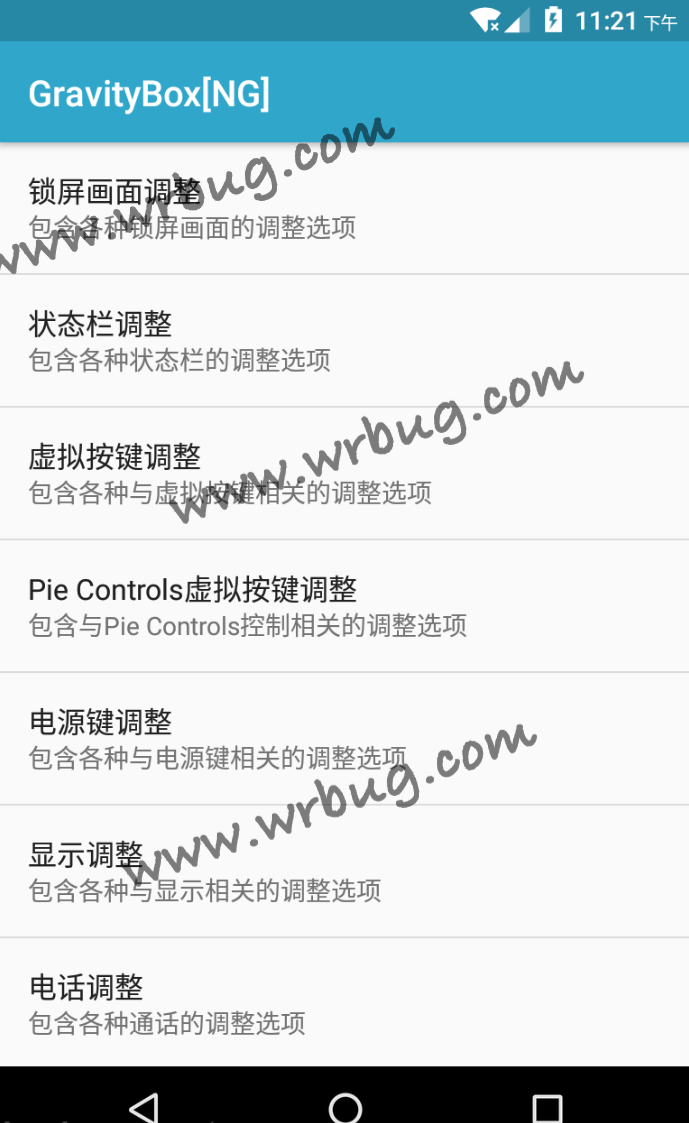 11:21 下午
GravityBox[NG]
www.wrbug.com
锁屏画面调整
包含各种锁屏画面的调整选项
状态栏调整
包含各种状态栏的调整选项
www.wrbug.com
虚拟按键调整
包含各种与虚拟按键相关的调整选项
Pie Controls虚拟按键调整
包含与Pie Controls控制相关的调整选项
电源键调整
包含各种与电源键相关的调整选项
www.wrbug.com
显示调整
包含各种与显示相关的调整选项
电话调整
包含各种通话的调整选项